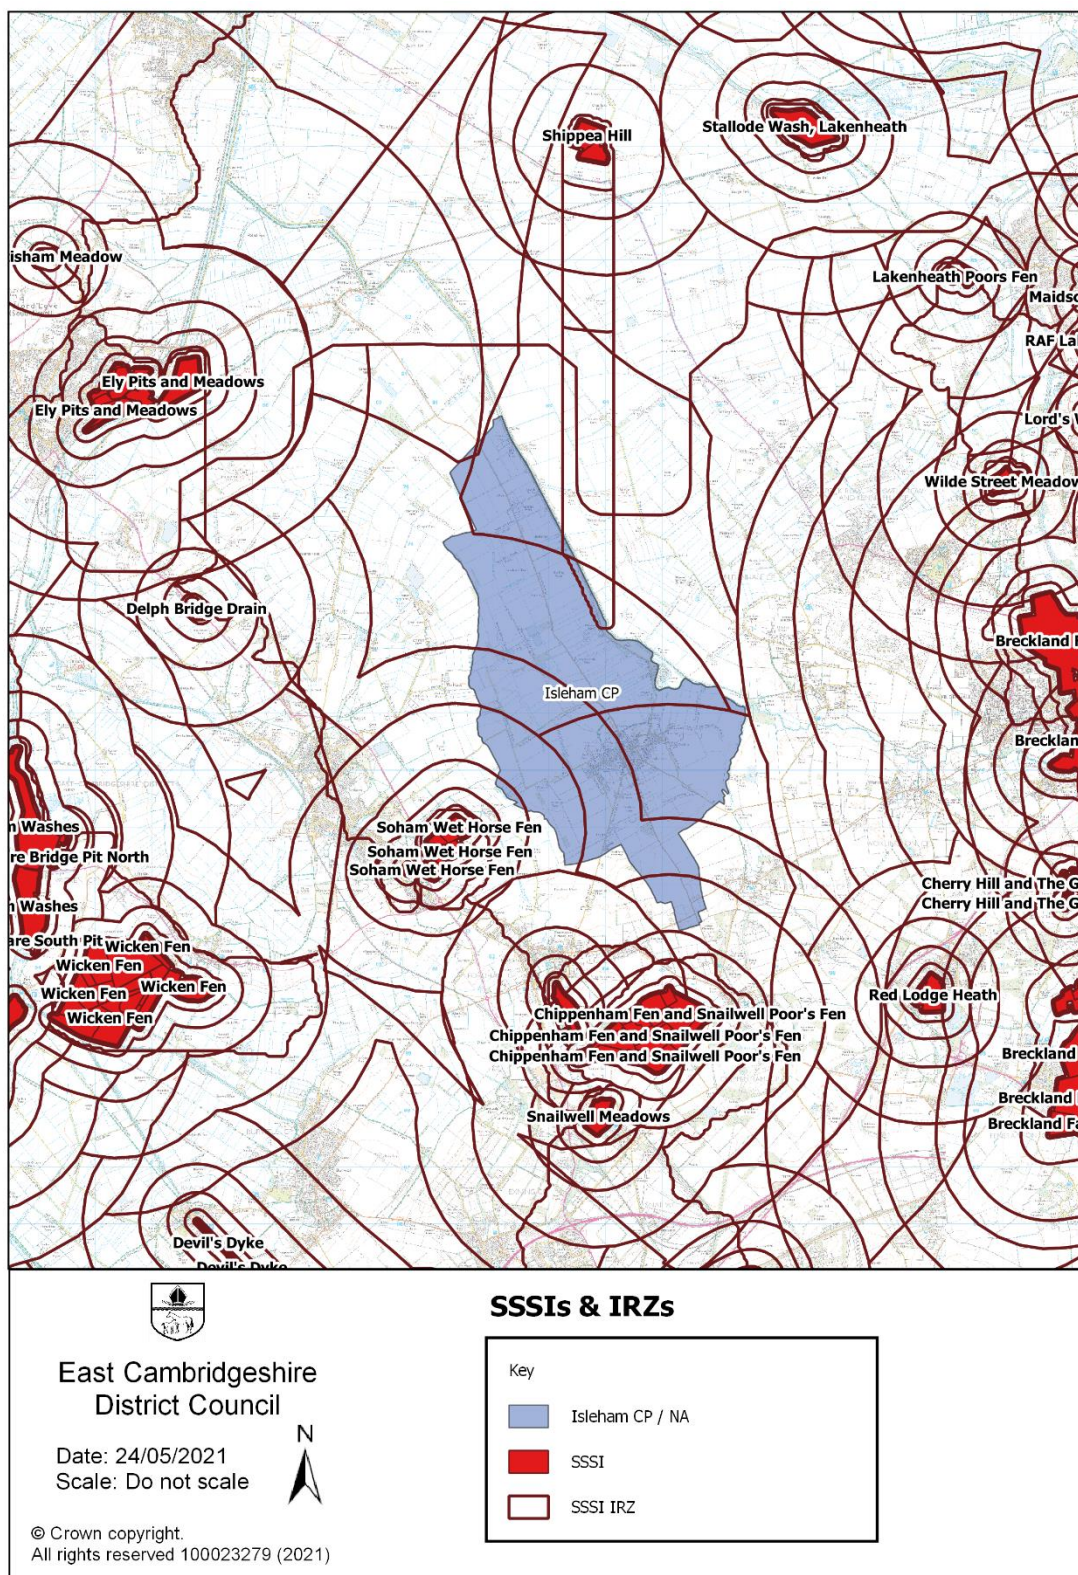 Shippea Hill
Stallode Wash, Lakenheath
isham Meadow
Lakenheath Poors Fen
Maidsc
RAF La
Ely Pits and Meadows
Ely Pits and Meadows
Lord's W
Wilde Street Meadow
Delph Bridge Drain
Breckland F
Isleham CP
Brecklan
Soham Wet Horse Fen
m Washes
Soham Wet Horse Fen
re Bridge Pit North
Soham Wet Horse Fen
Cherry Hill and The G
Cherry Hill and The G
n Washes
are South Pit
Wicken Fen
Wicken Fen
Wicken Fen
Wicken Fen
Wicken Fen
Red Lodge Heath
Chippenham Fen and Snailwell Poor's Fen
Chippenham Fen and Snailwell Poor's Fen
Chippenham Fen and Snailwell Poor's Fen
Breckland
Breckland
Snailwell Meadows
Breckland Fa
Devil's Dyke
Devil's Dyke
East Cambridgeshire
District Council
Date: 24/05/2021
Scale: Do not scale
N
© Crown copyright.
All rights reserved 100023279 (2021)
SSSIs & IRZs
Key
Isleham CP / NA
SSSI
SSSI IRZ